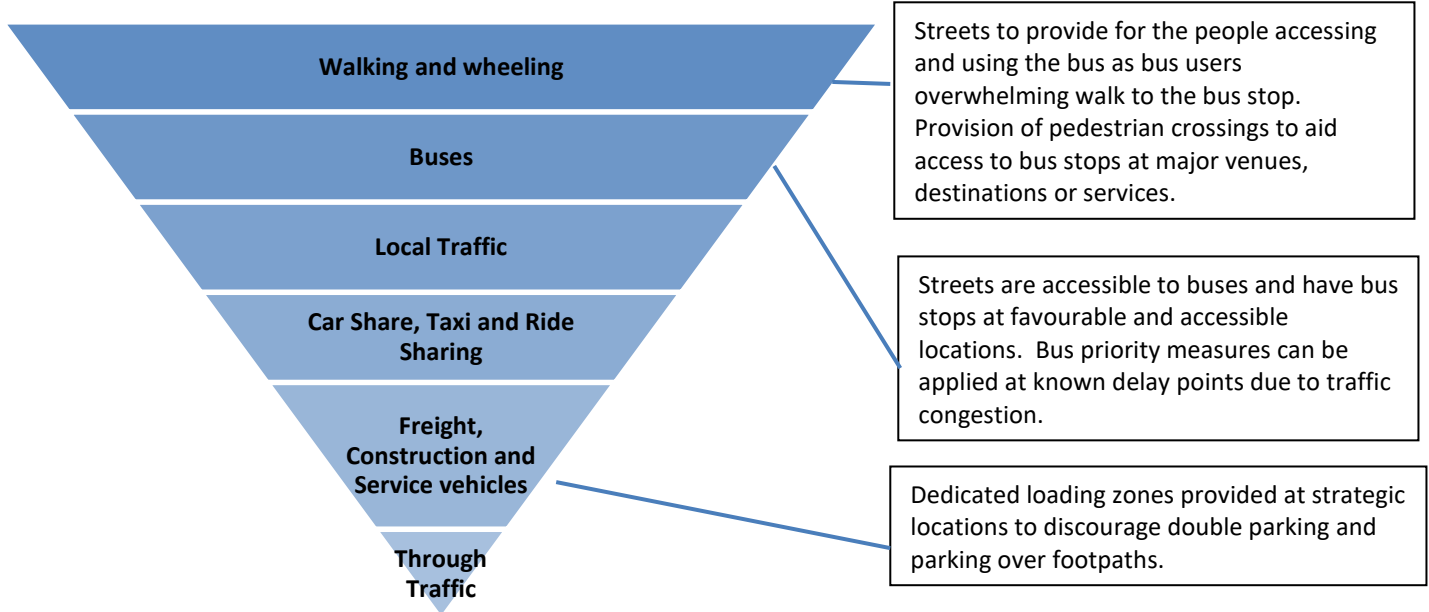 Walking and wheeling
Buses
Local Traffic
Car Share, Taxi and Ride
Sharing
Freight,
Construction and
Service vehicles
Through
Traffic
Streets to provide for the people accessing
and using the bus as bus users
overwhelming walk to the bus stop.
Provision of pedestrian crossings to aid
access to bus stops at major venues,
destinations or services.
Streets are accessible to buses and have bus
stops at favourable and accessible
locations.  Bus priority measures can be
applied at known delay points due to traffic
congestion.
Dedicated loading zones provided at strategic
locations to discourage double parking and
parking over footpaths.